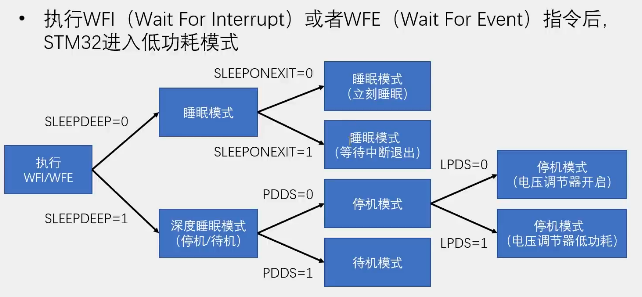 • 执行WFI（Wait For Interrupt）或者WFE（Wait For Event）指令后，
STM32进入低功耗模式
SLEEPONEXIT=0
睡眠模式
（立刻睡眠）
SLEEPDEEP=0
睡眠模式
睡眠模式
（等待中断退出）
SLEEPONEXIT=1
执行
WFI/WFE
LPDS=0
停机模式
（电压调节器开启）
PDDS=0
停机模式
SLEEPDEEP=1
深度睡眠模式
（停机/待机）
LPDS=1
停机模式
（电压调节器低功耗）
PDDS=1
待机模式